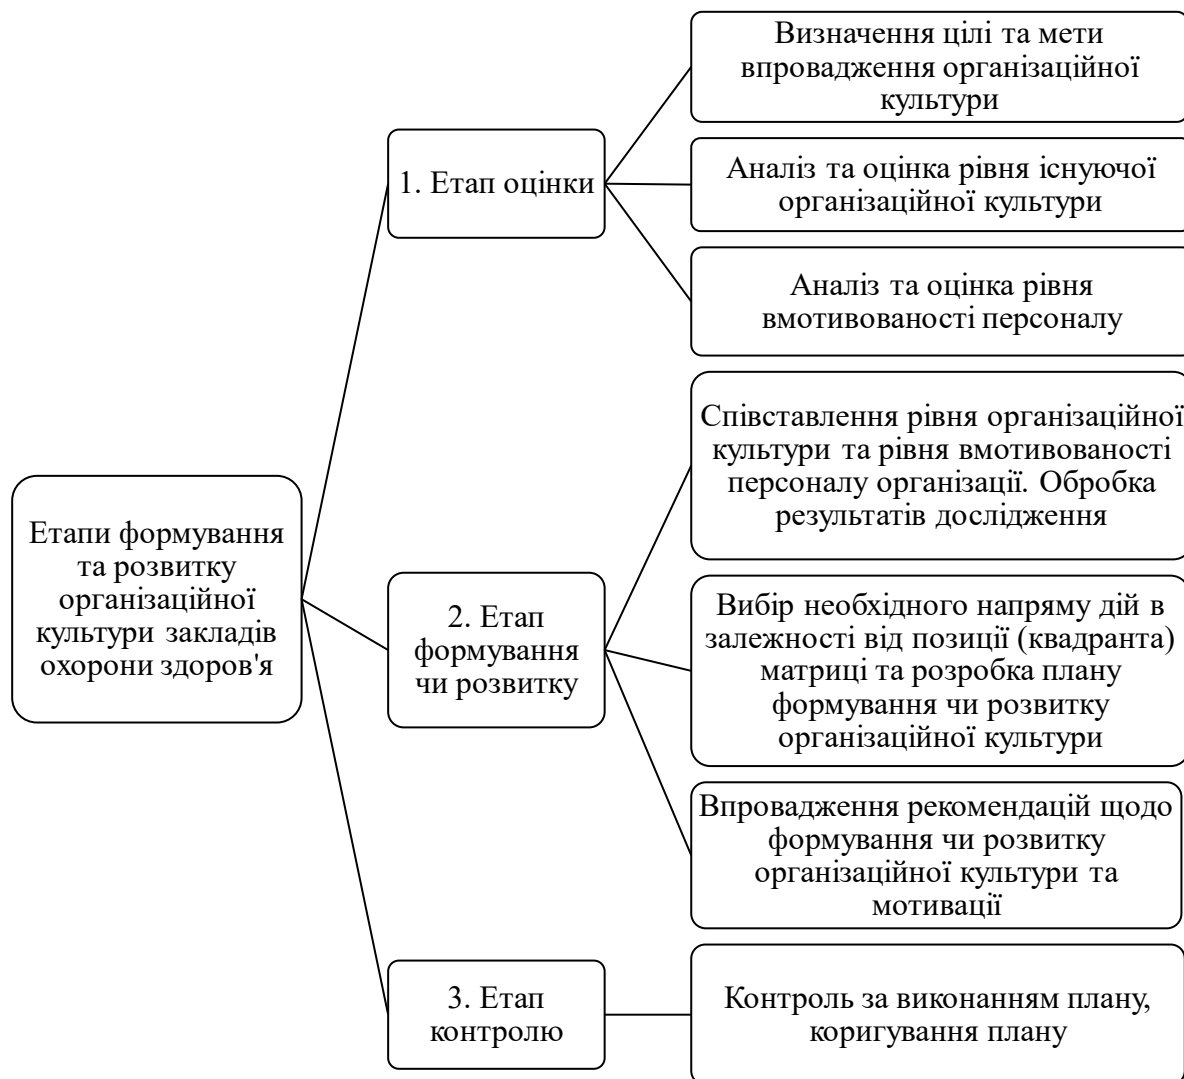 Етапи формування
та розвитку
організаційної
культури закладів
охорони здоров'я
1. Етап оцінки
Визначення цілі та мети
впровадження організаційної
культури
Аналіз та оцінка рівня існуючої
організаційної культури
Аналіз та оцінка рівня
вмотивованості персоналу
2. Етап
формування
чи розвитку
Співставлення рівня організаційної
культури та рівня вмотивованості
персоналу організації. Обробка
результатів дослідження
Вибір необхідного напряму дій в
залежності від позиції (квадранта)
матриці та розробка плану
формування чи розвитку
організаційної культури
Впровадження рекомендацій щодо
формування чи розвитку
організаційної культури та
мотивації
3. Етап
контролю
Контроль за виконанням плану,
коригування плану